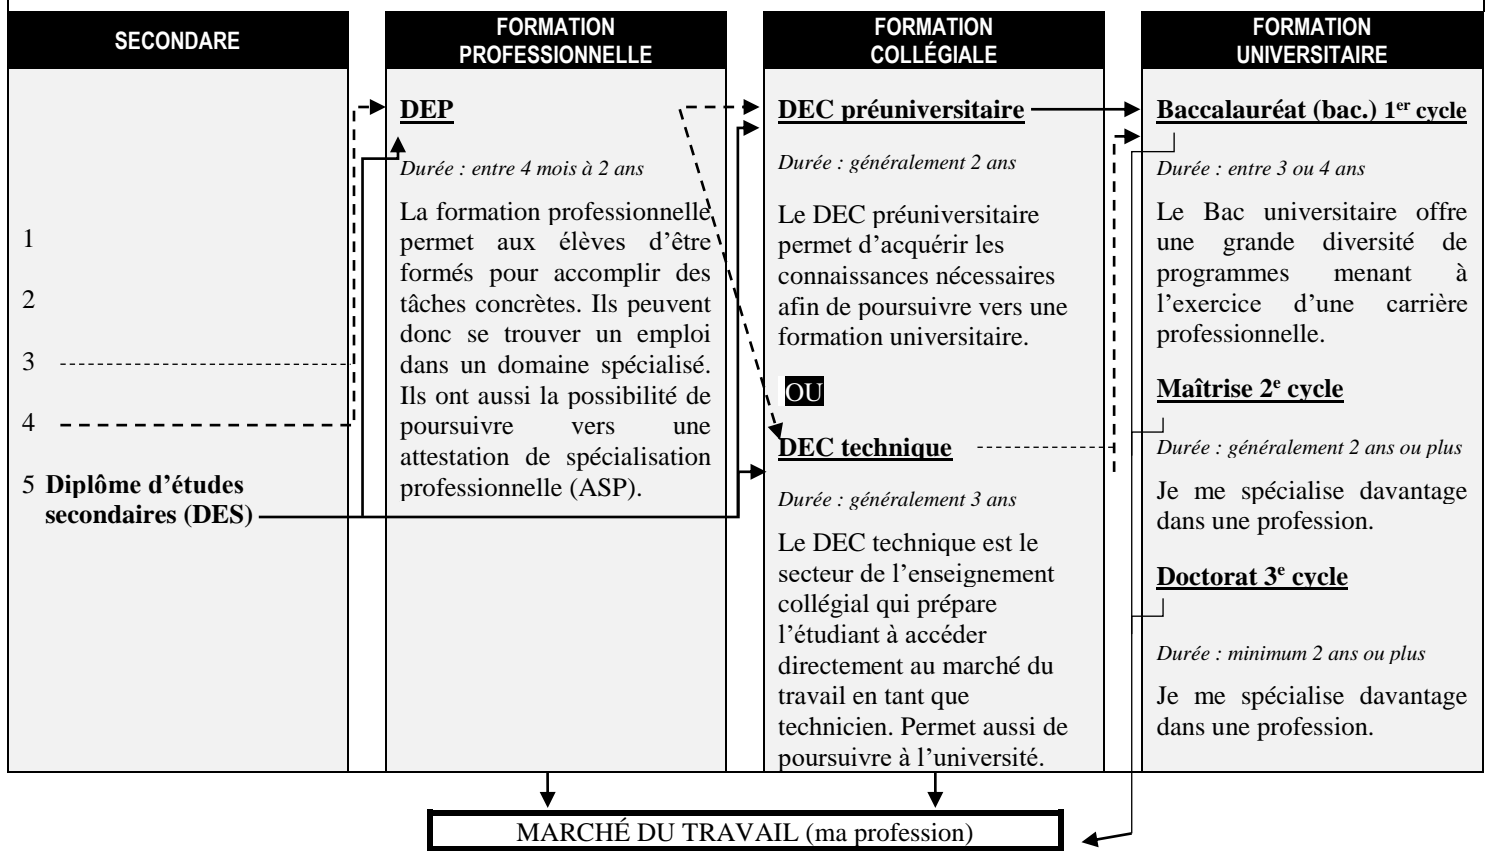 SECONDARE
1
2
3
4
5 Diplôme d’études
secondaires (DES)
FORMATION
PROFESSIONNELLE
DEP
Durée : entre 4 mois à 2 ans
La formation professionnelle
permet aux élèves d’être
formés pour accomplir des
tâches concrètes. Ils peuvent
donc se trouver un emploi
dans un domaine spécialisé.
Ils ont aussi la possibilité de
poursuivre vers une
attestation de spécialisation
professionnelle (ASP).
FORMATION
COLLÉGIALE
DEC préuniversitaire
Durée : généralement 2 ans
Le DEC préuniversitaire
permet d’acquérir les
connaissances nécessaires
afin de poursuivre vers une
formation universitaire.
OU
DEC technique
Durée : généralement 3 ans
Le DEC technique est le
secteur de l’enseignement
collégial qui prépare
l’étudiant à accéder
directement au marché du
travail en tant que
technicien. Permet aussi de
poursuivre à l’université.
FORMATION
UNIVERSITAIRE
Baccalauréat (bac.) 1er cycle
Durée : entre 3 ou 4 ans
Le Bac universitaire offre
une grande diversité de
programmes menant à
l’exercice d’une carrière
professionnelle.
Maîtrise 2e cycle
Durée : généralement 2 ans ou plus
Je me spécialise davantage
dans une profession.
Doctorat 3e cycle
Durée : minimum 2 ans ou plus
Je me spécialise davantage
dans une profession.
MARCHÉ DU TRAVAIL (ma profession)